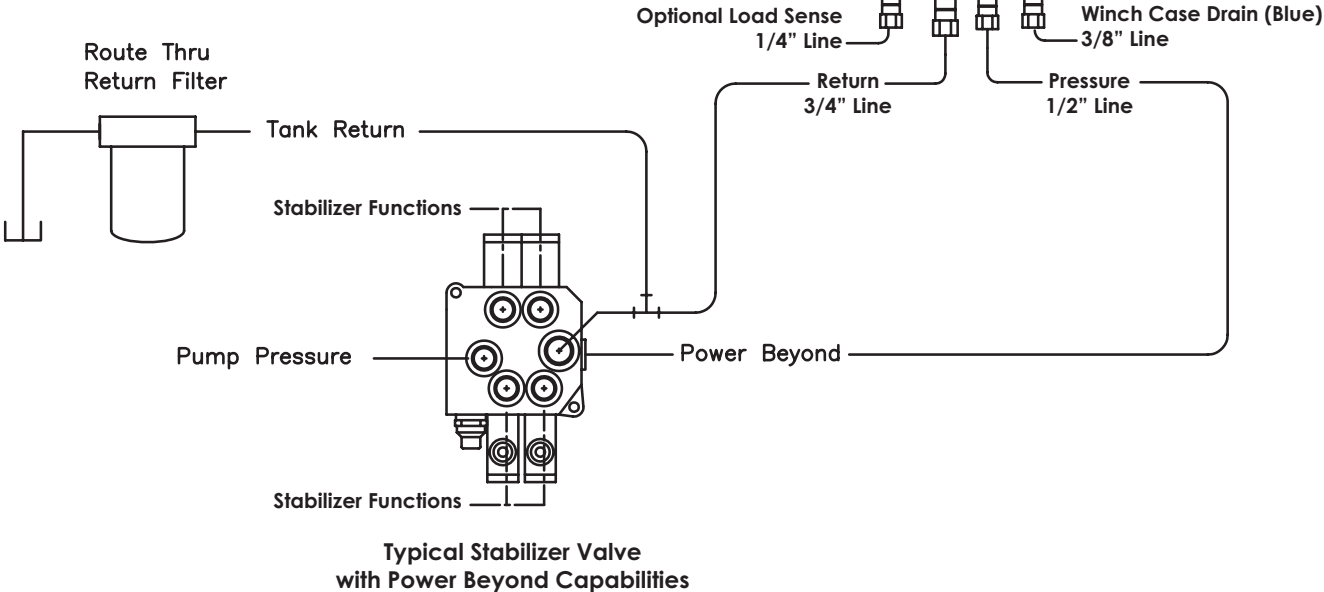 Optional Load Sense
1/4” Line
Winch Case Drain (Blue)
3/8” Line
Route Thru
Return Filter
Return
3/4” Line
Pressure
1/2” Line
Tank Return
Stabilizer Functions
Pump Pressure
Power Beyond
Stabilizer Functions
Typical Stabilizer Valve
with Power Beyond Capabilities